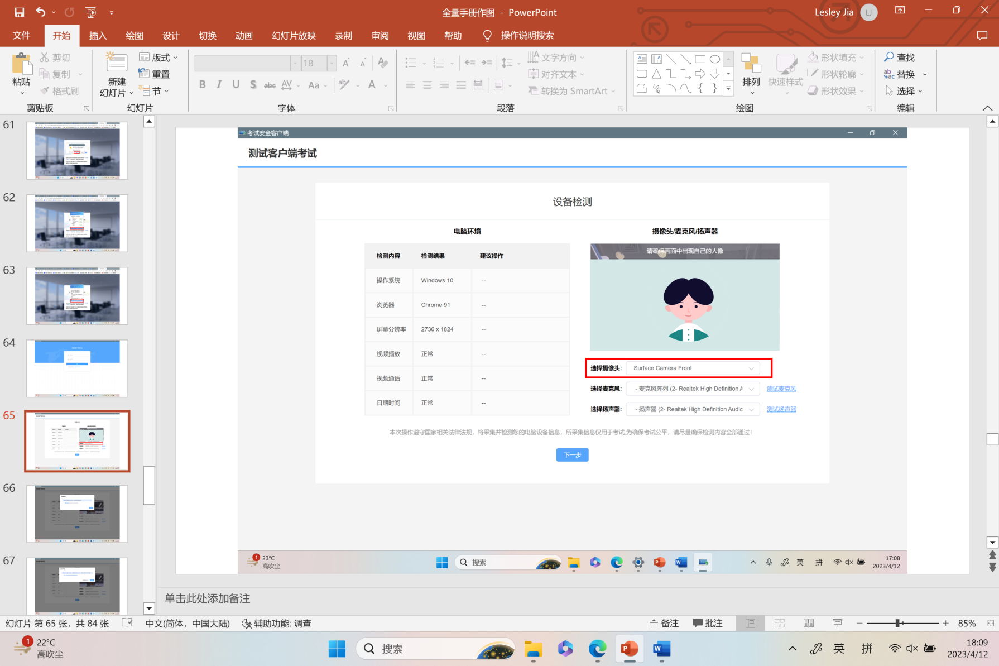 全量手册作图 - PowerPoint
Lesley Jia
文件 开始 插入 绘图 设计 切换 动画 幻灯片放映 录制 审阅 视图 帮助 操作说明搜索
粘贴
剪切
复制
格式刷
剪贴板
新建
幻灯片
版式
重置
节
幻灯片
18
B I U S abc AV Aa A
字体
文字方向
对齐文本
转换为 SmartArt
段落
排列
快速样式
形状填充
形状轮廓
形状效果
绘图
查找
替换
选择
编辑
61
62
63
64
65
66
67
考试安全客户端
测试客户端考试
设备检测
电脑环境
检测内容 检测结果 建议操作
操作系统 Windows 10 --
浏览器 Chrome 91 --
屏幕分辨率 2736 x 1824 --
视频播放 正常 --
视频通话 正常 --
日期时间 正常 --
摄像头/麦克风/扬声器
请确保画面中出现自己的人像
选择摄像头: Surface Camera Front
选择麦克风: - 麦克风阵列 (2- Realtek High Definition A 测试麦克风
选择扬声器: - 扬声器 (2- Realtek High Definition Audic 测试扬声器
本次操作遵守国家相关法律法规，将采集并检测您的电脑设备信息，所采集信息仅用于考试,为确保考试公平，请尽量确保检测内容全部通过!
下一步
1
23°C
高吹尘
搜索
英 拼
17:08
2023/4/12
单击此处添加备注
幻灯片 第 65 张，共 84 张 中文(简体，中国大陆) 辅助功能: 调查 备注 批注 85%
1
22°C
高吹尘
搜索
英 拼
18:09
2023/4/12